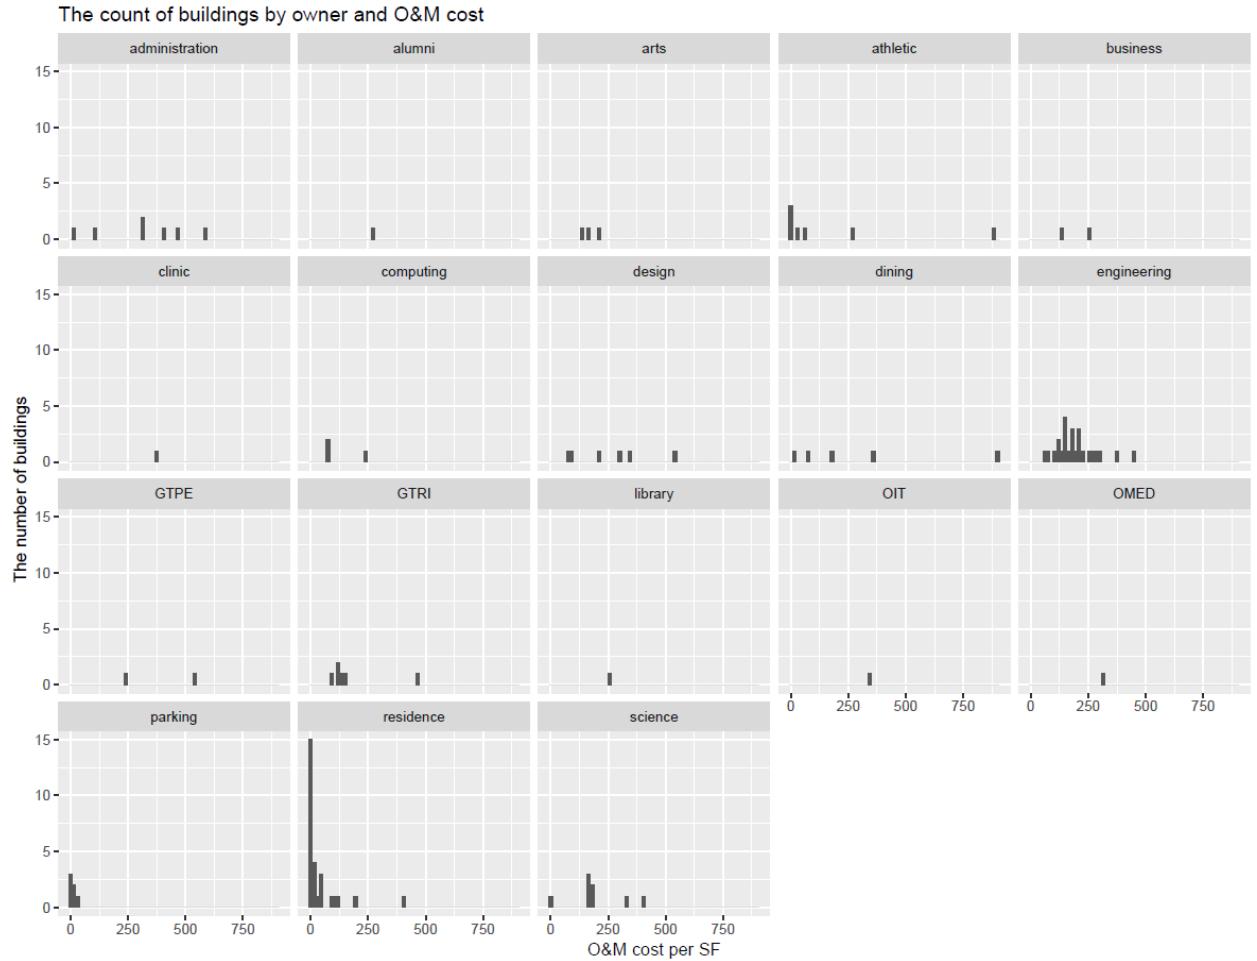 The count of buildings by owner and O&M cost
administration alumni arts athletic business
15
10
5
0
clinic computing design dining engineering
15
10
5
0
The number of buildings
GTPE GTRI library OIT OMED
15
10
5
0
0 250 500 750 0 250 500 750
parking residence science
15
10
5
0
0 250 500 750 0 250 500 750 0 250 500 750
O&M cost per SF